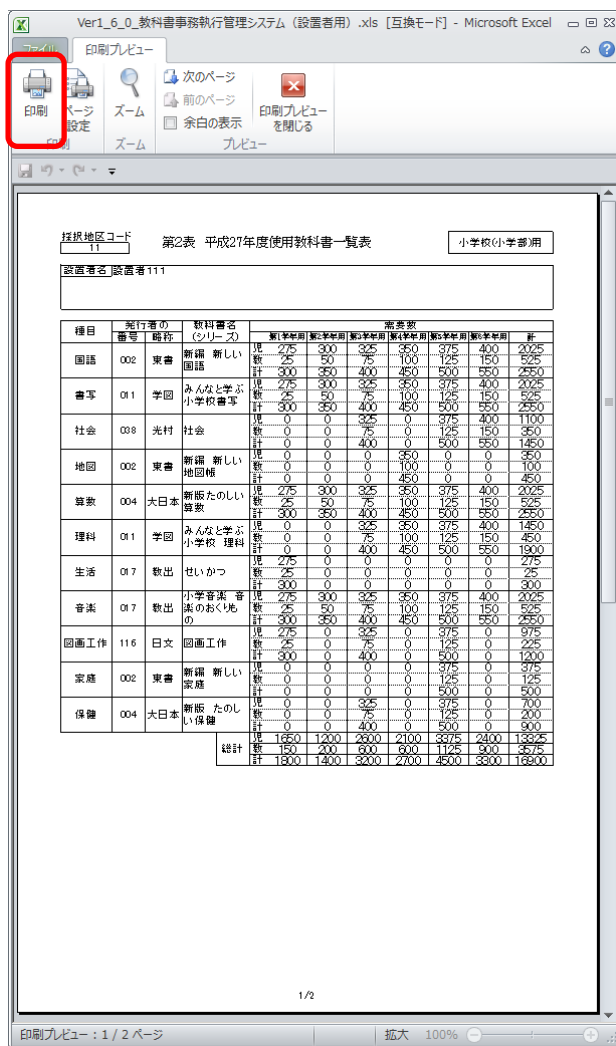 Ver1_6_0_教科書事務執行管理システム（設置者用）.xls [互換モード] - Microsoft Excel
ファイル 印刷プレビュー
印刷 ページ設定 ズーム 次のページ 前のページ 余白の表示 印刷プレビューを閉じる
印刷 ズーム プレビュー
採択地区コード
11
第2表 平成27年度使用教科書一覧表
小学校(小学部)用
設置者名 設置者111
種目 発行者の 教科書名 需要数
番号 略称 (シリーズ) 第1学年用 第2学年用 第3学年用 第4学年用 第5学年用 第6学年用 計
国語 002 東書 新編 新しい国語
児 275 300 325 350 375 400 2025
教 25 50 75 100 125 150 525
計 300 350 400 450 500 550 2550
書写 011 学図 みんなと学ぶ小学校書写
児 275 300 325 350 375 400 2025
教 25 50 75 100 125 150 525
計 300 350 400 450 500 550 2550
社会 038 光村 社会
児 0 0 325 0 375 400 1100
教 0 0 75 0 125 150 350
計 0 0 400 0 500 550 1450
地図 002 東書 新編 新しい地図帳
児 0 0 0 350 0 0 350
教 0 0 0 100 0 0 100
計 0 0 0 450 0 0 450
算数 004 大日本 新版たのしい算数
児 275 300 325 350 375 400 2025
教 25 50 75 100 125 150 525
計 300 350 400 450 500 550 2550
理科 011 学図 みんなと学ぶ小学校 理科
児 0 0 325 350 375 400 1450
教 0 0 75 100 125 150 450
計 0 0 400 450 500 550 1900
生活 017 教出 せいかつ
児 275 0 0 0 0 0 275
教 25 0 0 0 0 0 25
計 300 0 0 0 0 0 300
音楽 017 教出 小学音楽 音楽のおくりもの
児 275 300 325 350 375 400 2025
教 25 50 75 100 125 150 525
計 300 350 400 450 500 550 2550
図画工作 116 日文 図画工作
児 275 0 325 0 375 0 975
教 25 0 75 0 125 0 225
計 300 0 400 0 500 0 1200
家庭 002 東書 新編 新しい家庭
児 0 0 0 0 375 0 375
教 0 0 0 0 125 0 125
計 0 0 0 0 500 0 500
保健 004 大日本 新版 たのしい保健
児 0 0 325 0 375 0 700
教 0 0 75 0 125 0 200
計 0 0 400 0 500 0 900
総計
児 1650 1200 2600 2100 3375 2400 13325
教 150 200 600 600 1125 900 3575
計 1800 1400 3200 2700 4500 3300 16900
1/2
印刷プレビュー：1 / 2 ページ 拡大 100%